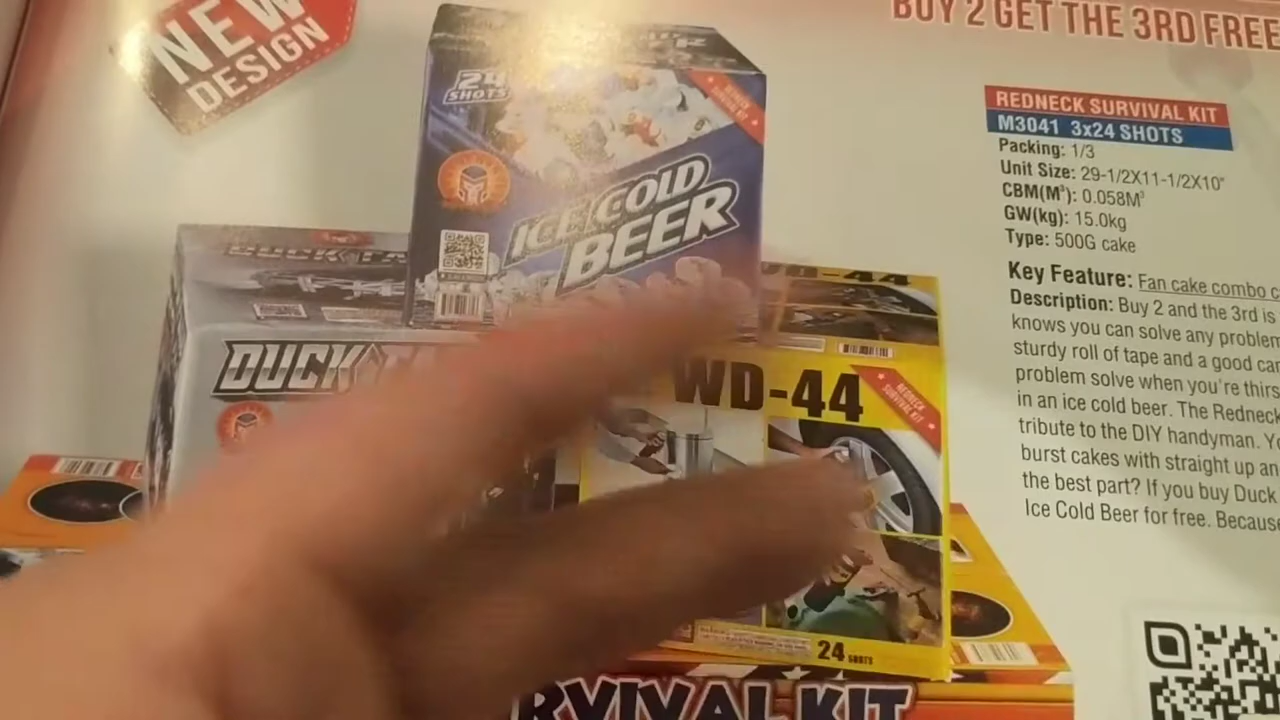 NEW
DESIGN
BUY 2 GET THE 3RD FREE
24
SHOTS
ICE COLD
BEER
REDNECK SURVIVAL KIT
M3041 3x24 SHOTS
Packing: 1/3
Unit Size: 29-1/2X11-1/2X10"
CBM(M³): 0.058M³
GW(kg): 15.0kg
Type: 500G cake
Key Feature: Fan cake combo
Description: Buy 2 and the 3rd is
knows you can solve any problem
sturdy roll of tape and a good
problem solve when you're
in an ice cold beer. The Redneck
tribute to the DIY handyman.
burst cakes with straight up
the best part? If you buy Duck
Ice Cold Beer for free.
DUCK
DUCK
WD-44
WD-44
REDNECK
SURVIVAL KIT
24 SHOTS
RVIVAL KIT